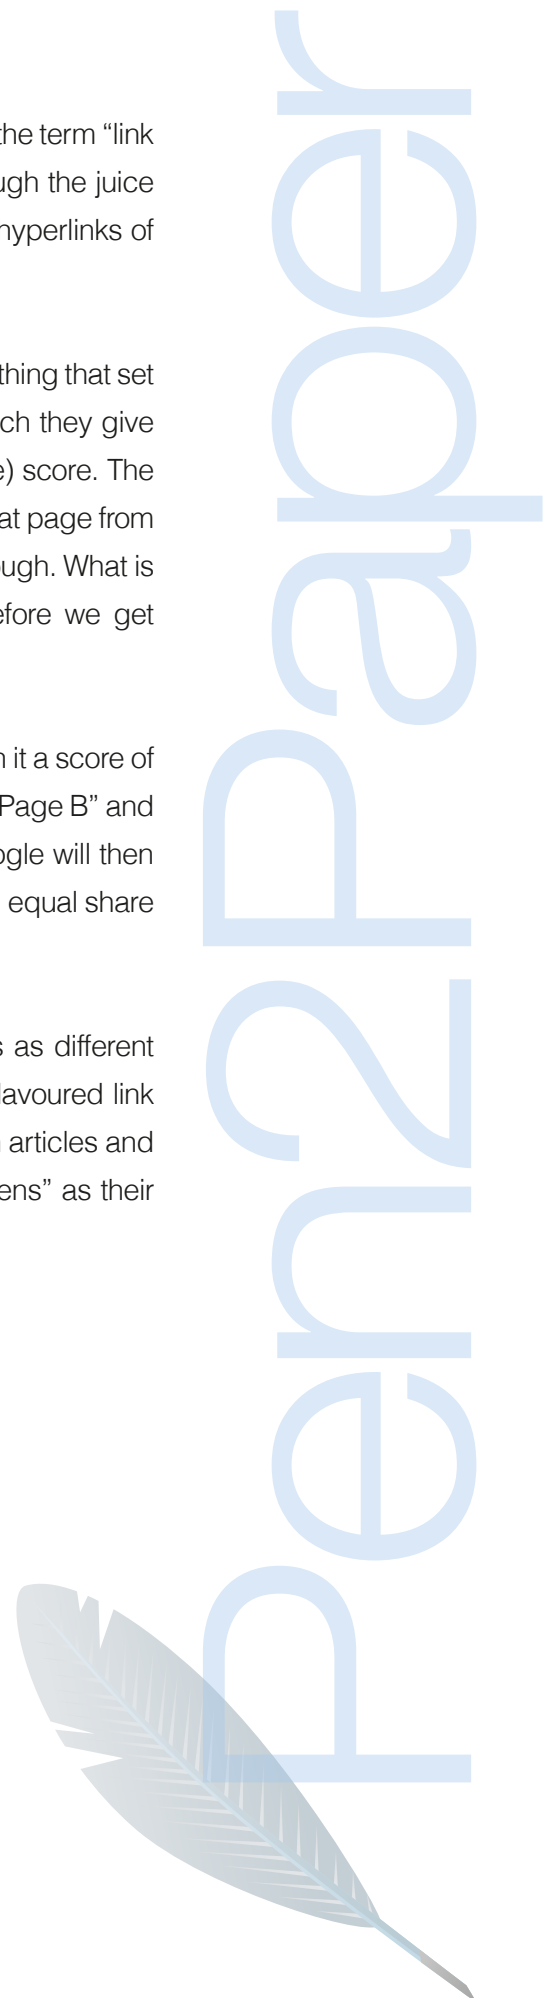 the term “link
ugh the juice
hyperlinks of
thing that set
ch they give
e) score. The
at page from
ough. What is
efore we get
n it a score of
Page B” and
ogle will then
equal share
s as different
lavoured link
articles and
ens” as their
Pen2Paper